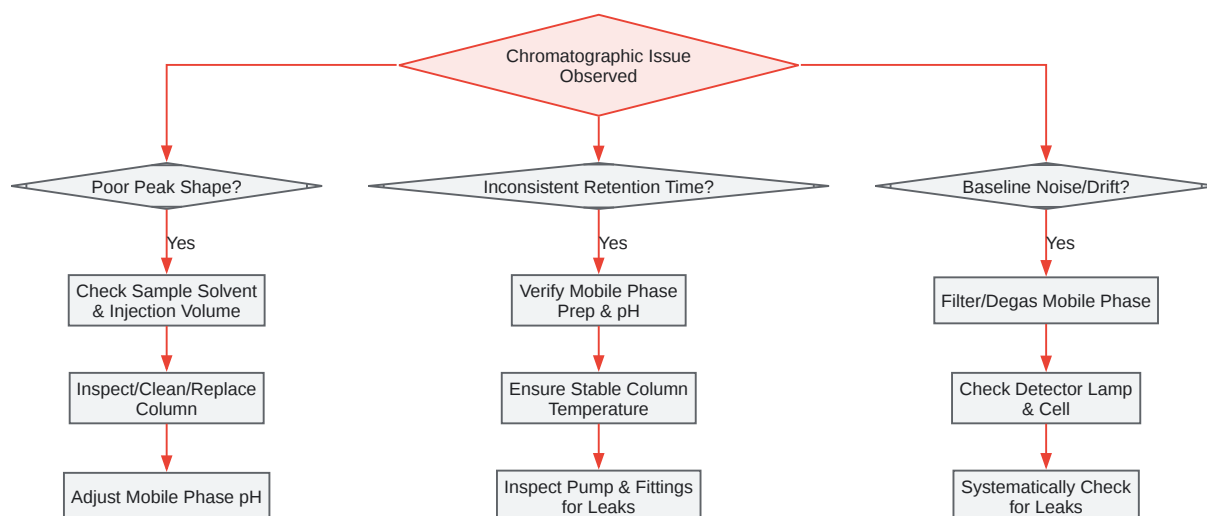 Chromatographic Issue
Observed
Poor Peak Shape?
Inconsistent Retention Time?
Baseline Noise/Drift?
Yes
Yes
Yes
Check Sample Solvent
& Injection Volume
Verify Mobile Phase
Prep & pH
Filter/Degas Mobile Phase
Inspect/Clean/Replace
Column
Ensure Stable Column
Temperature
Check Detector Lamp
& Cell
Adjust Mobile Phase pH
Inspect Pump & Fittings
for Leaks
Systematically Check
for Leaks